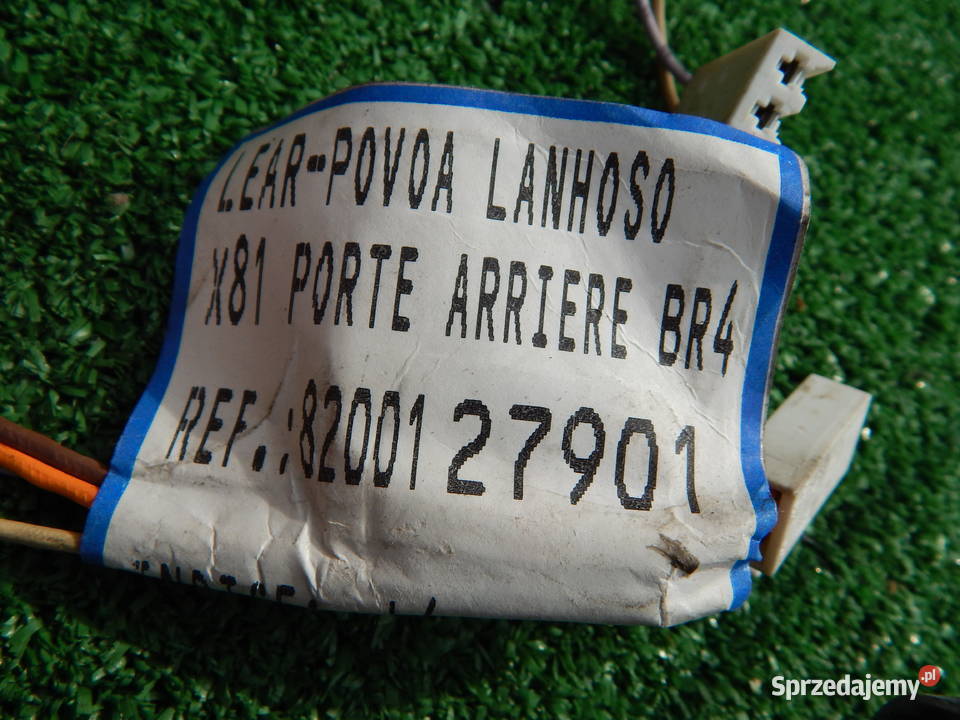 LEAR-POVOA LANHOSO
X81 PORTE ARRIERE BR4
REF.:8200127901
Sprzedajemy.pl